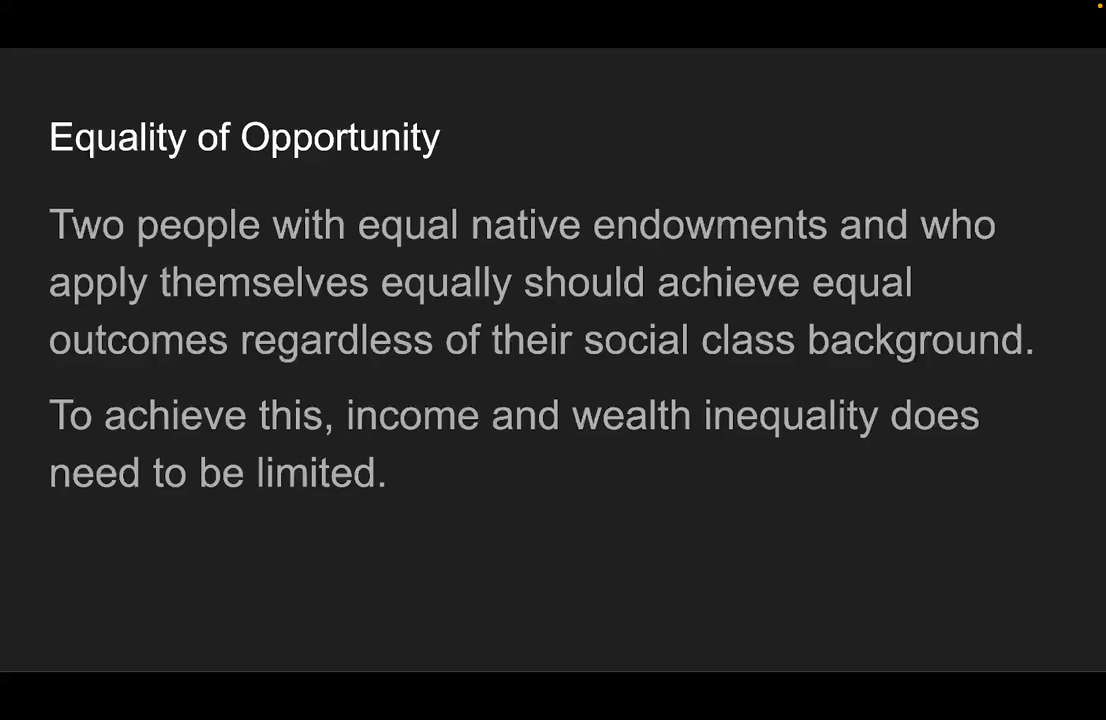 Equality of Opportunity
Two people with equal native endowments and who
apply themselves equally should achieve equal
outcomes regardless of their social class background.
To achieve this, income and wealth inequality does
need to be limited.